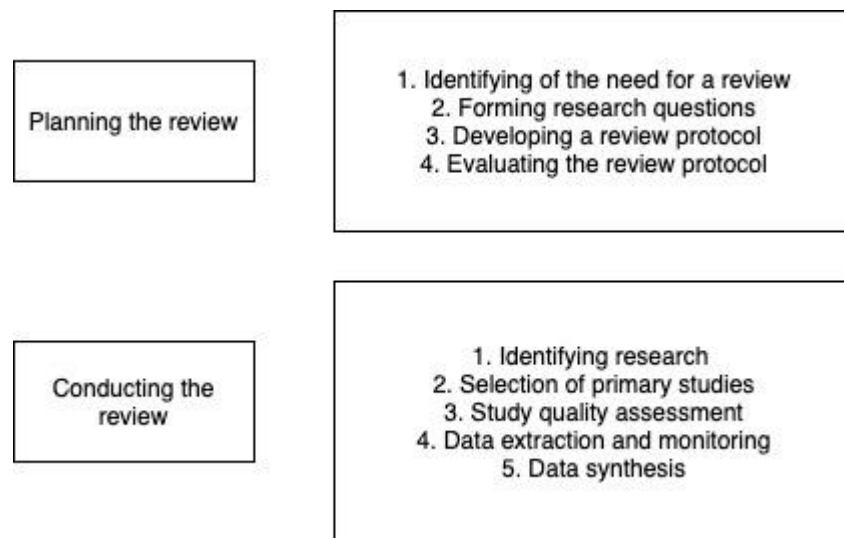 Planning the review
1. Identifying of the need for a review
2. Forming research questions
3. Developing a review protocol
4. Evaluating the review protocol
Conducting the
review
1. Identifying research
2. Selection of primary studies
3. Study quality assessment
4. Data extraction and monitoring
5. Data synthesis